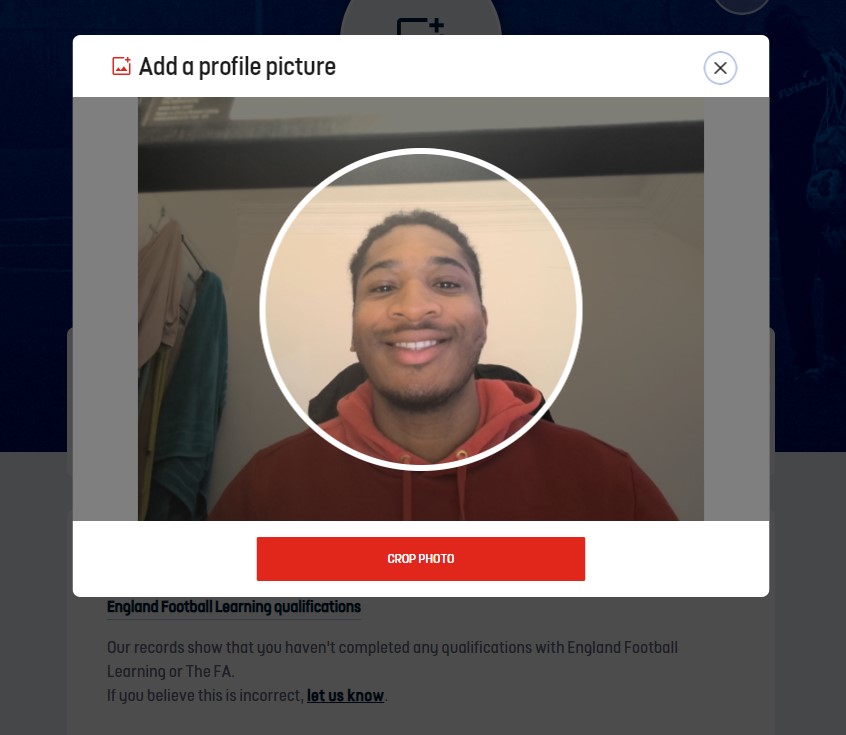 Add a profile picture
CROP PHOTO
England Football Learning qualifications
Our records show that you haven't completed any qualifications with England Football
Learning or The FA.
If you believe this is incorrect, let us know.